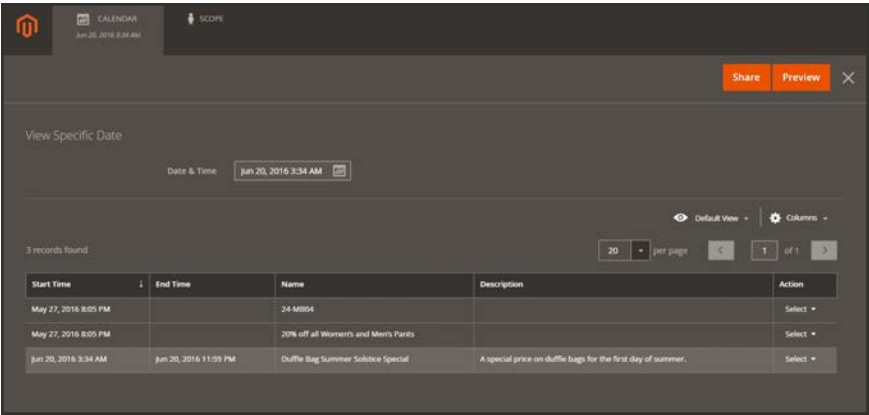 CALENDAR
Jun 20, 2016 3:34 AM
SCOPE
Share
Preview
View Specific Date
Date & Time
Jun 20, 2016 3:34 AM
Default View
Columns
3 records found
20
per page
1
of 1
Start Time
End Time
Name
Description
Action
May 27, 2016 8:05 PM
24-MB04
Select
May 27, 2016 8:05 PM
20% off all Women's and Men's Pants
Select
Jun 20, 2016 3:34 AM
Jun 20, 2016 11:59 PM
Duffle Bag Summer Solstice Special
A special price on duffle bags for the first day of summer.
Select